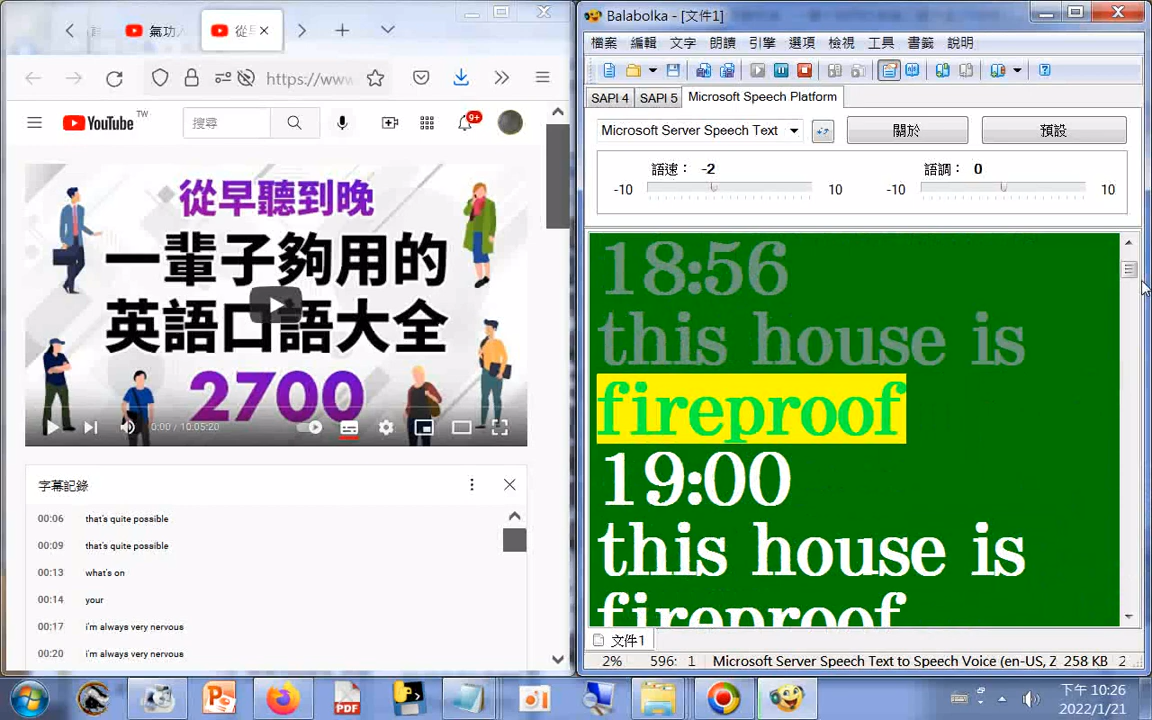 氣功人
從早
https://www
YouTube TW
搜尋
9+
從早聽到晚
一輩子夠用的
英語口語大全
2700
0:00 / 10:05:20
字幕記錄
00:06 that's quite possible
00:09 that's quite possible
00:13 what's on
00:14 your
00:17 i'm always very nervous
00:20 i'm always very nervous
Balabolka - [文件1]
檔案 編輯 文字 朗讀 引擎 選項 檢視 工具 書籤 說明
SAPI 4 SAPI 5 Microsoft Speech Platform
Microsoft Server Speech Text 關於 預設
語速: -2 語調: 0
-10 10 -10 10
18:56
this house is
fireproof
19:00
this house is
fireproof
文件1
2% 596: 1 Microsoft Server Speech Text to Speech Voice (en-US, Z 258 KB 2
PDF
下午 10:26
2022/1/21